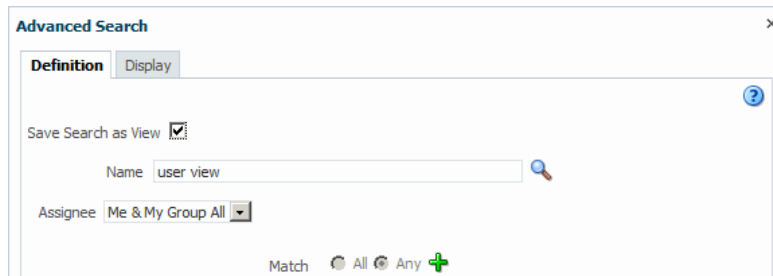 Advanced Search
Definition Display
Save Search as View
Name user view
Assignee Me & My Group All
Match All Any